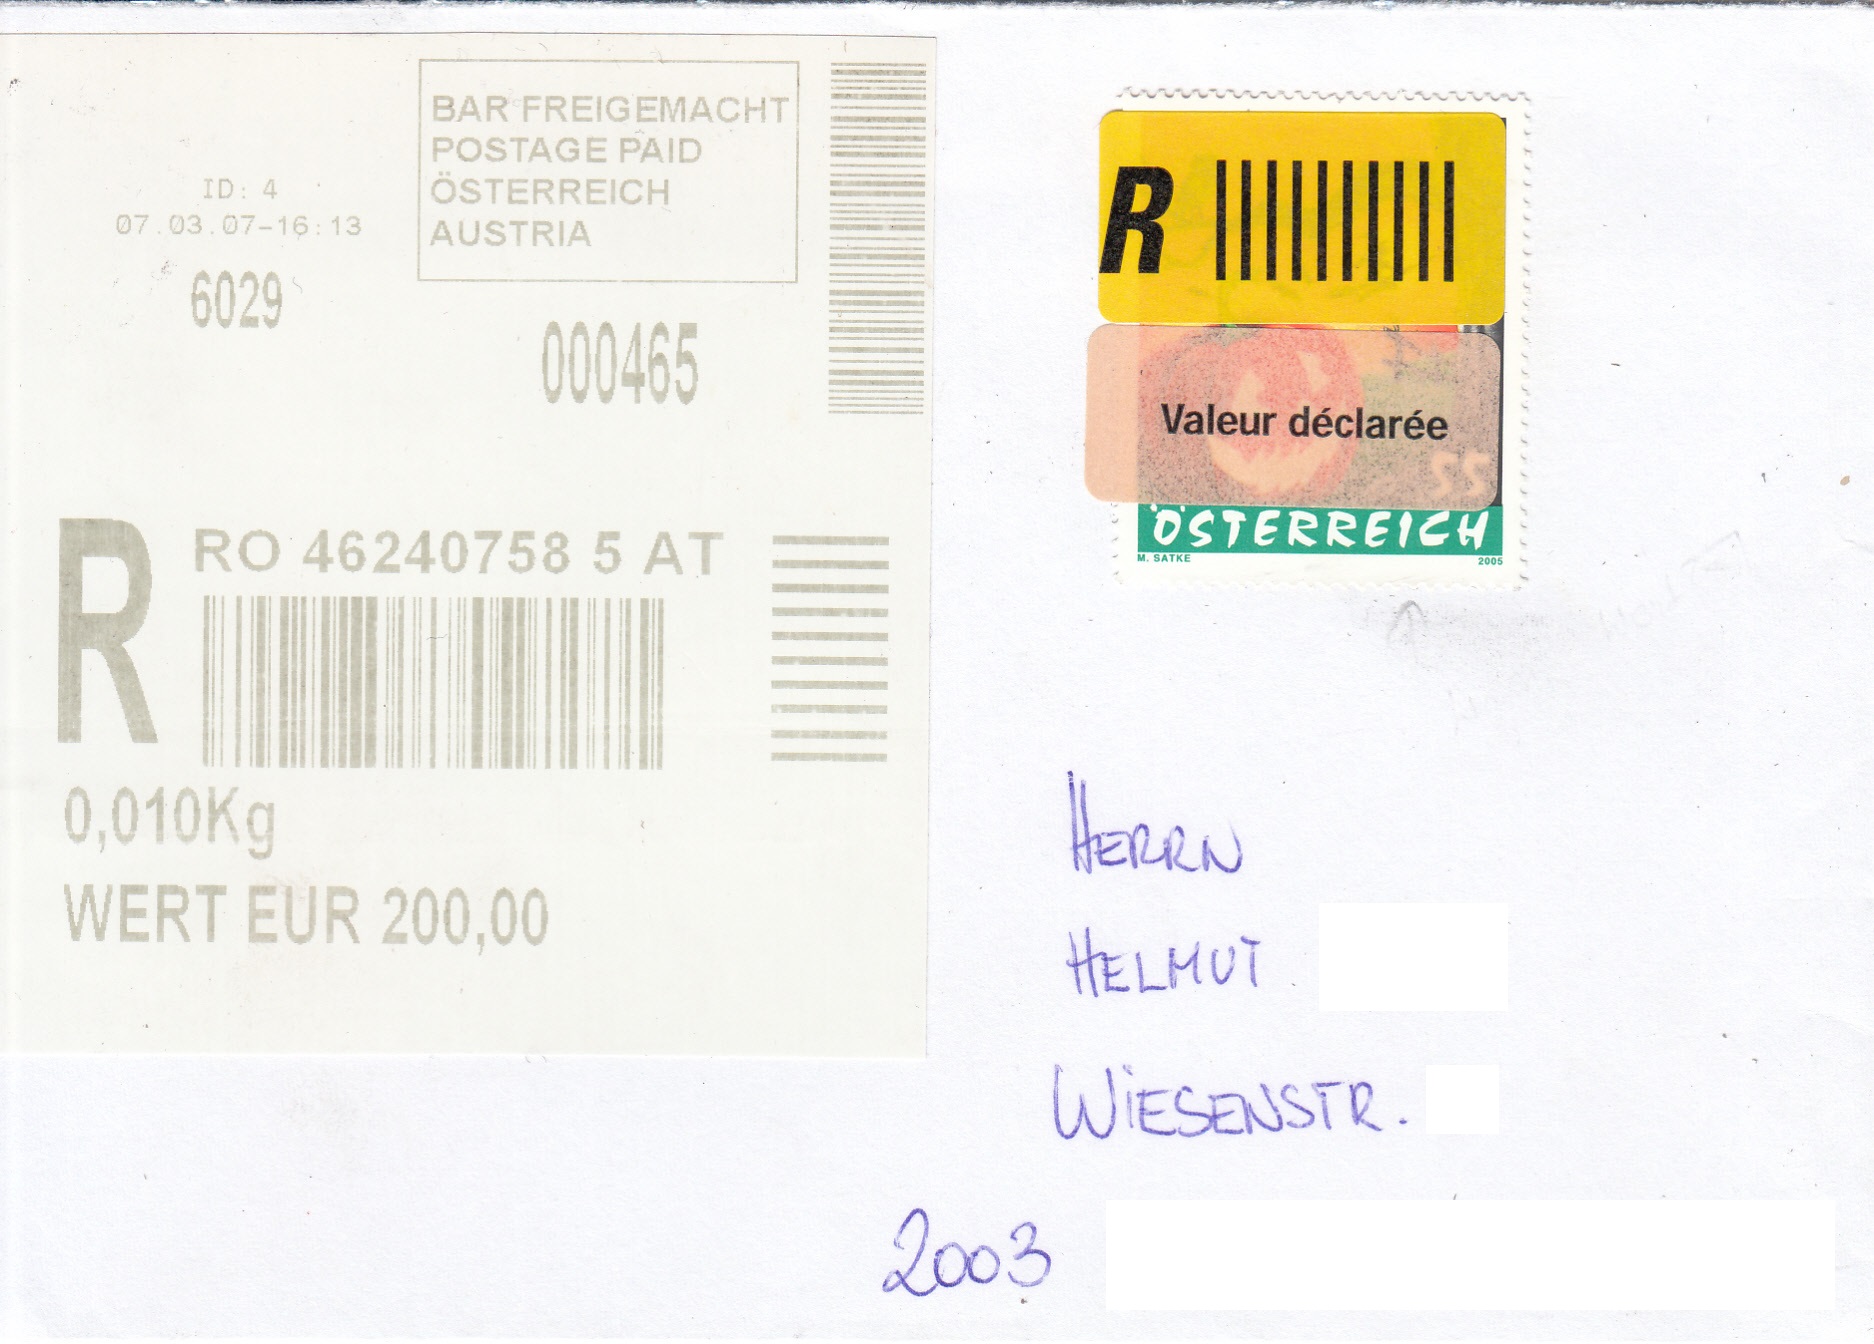 BAR FREIGEMACHT
POSTAGE PAID
ÖSTERREICH
AUSTRIA
ID: 4
07.03.07-16:13
6029
000465
R RO 46240758 5 AT
0,010Kg
WERT EUR 200,00
R
Valeur déclarée
55
ÖSTERREICH
M. SATKE 2005
HERRN
HELMUT
WIESENSTR.
2003